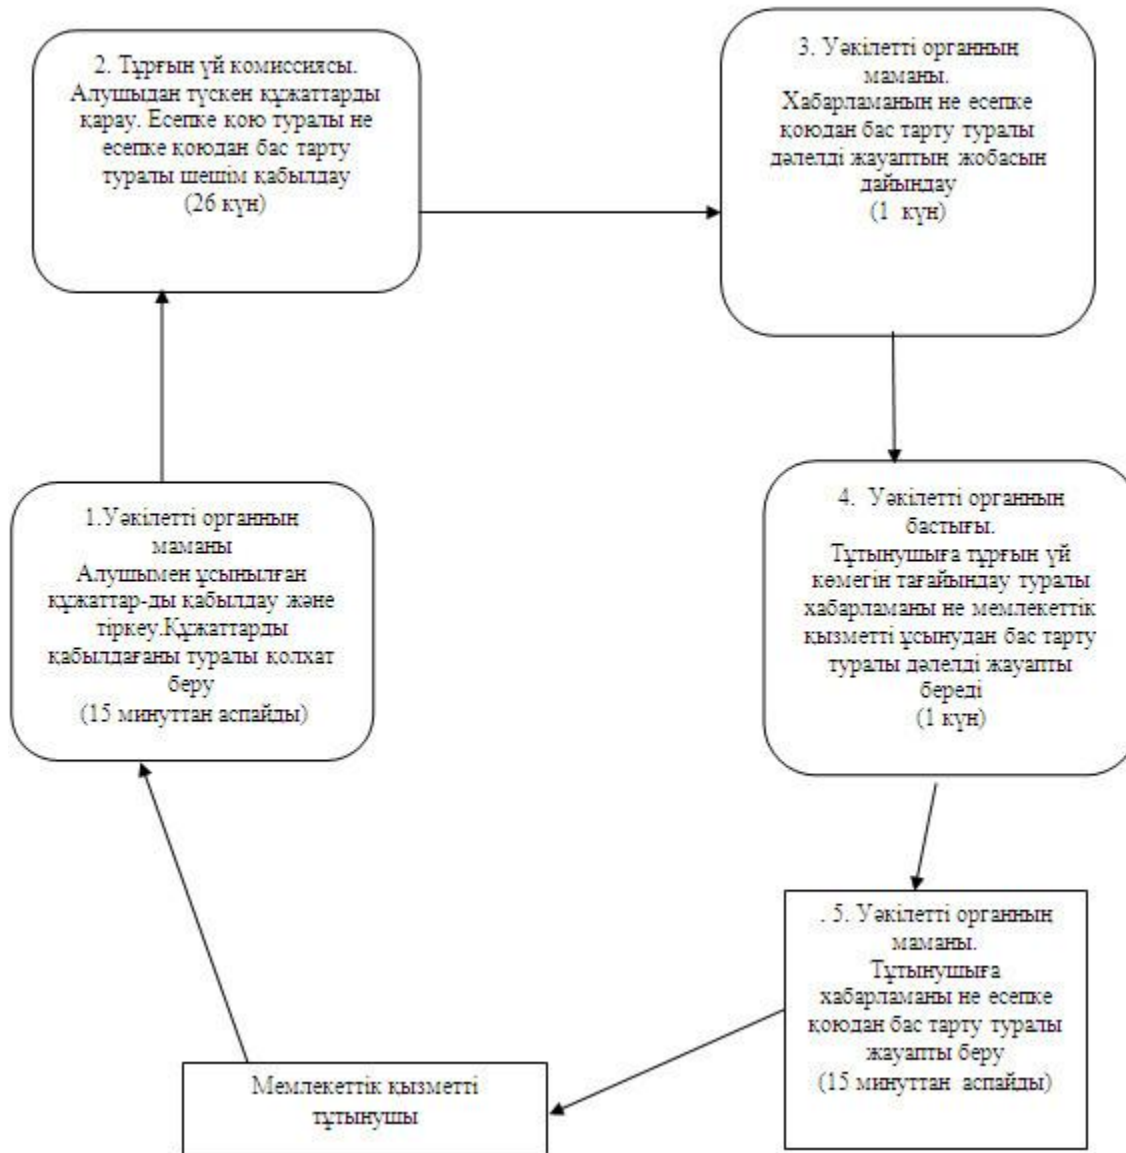 2. Тұрғын үй комиссиясы.
Алушыдан түскен құжаттарды
қарау. Есепке қою туралы не
есепке қоюдан бас тарту
туралы шешім қабылдау
(26 күн)
3. Уәкілетті органның
маманы.
Хабарламаның не есепке
қоюдан бас тарту туралы
дәлелді жауаптың жобасын
дайындау
(1 күн)
1.Уәкілетті органның
маманы
Алушымен ұсынылған
құжаттар-ды қабылдау және
тіркеу.Құжаттарды
қабылдағаны туралы қолхат
беру
(15 минуттан аспайды)
4. Уәкілетті органның
бастығы.
Тұтынушыға тұрғын үй
көмегін тағайындау туралы
хабарламаны не мемлекеттік
қызметті ұсынудан бас тарту
туралы дәлелді жауапты
береді
(1 күн)
. 5. Уәкілетті органның
маманы.
Тұтынушыға
хабарламаны не есепке
қоюдан бас тарту туралы
жауапты беру
(15 минуттан аспайды)
Мемлекеттік қызметті
тұтынушы